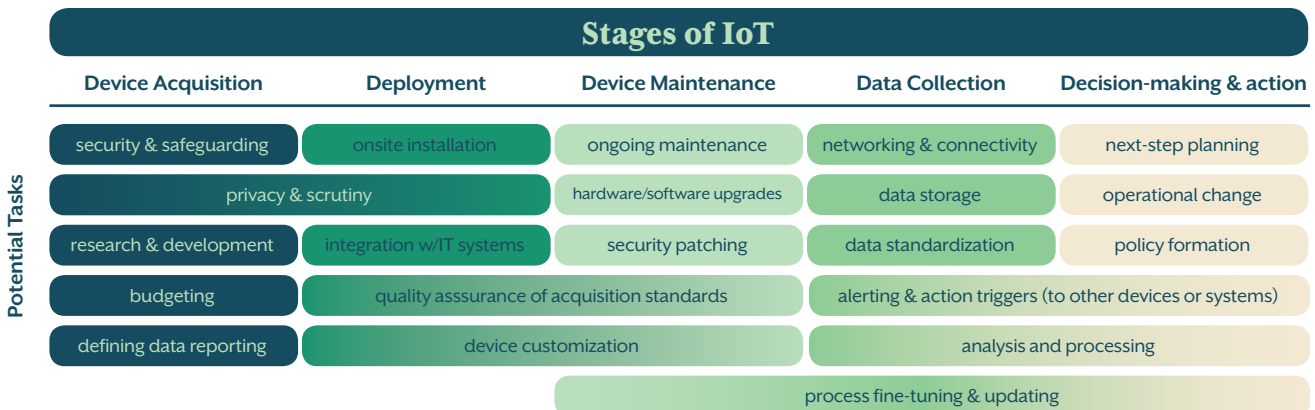 Stages of IoT
Device Acquisition Deployment Device Maintenance Data Collection Decision-making & action
Potential Tasks
security & safeguarding onsite installation ongoing maintenance networking & connectivity next-step planning
privacy & scrutiny hardware/software upgrades data storage operational change
research & development integration w/IT systems security patching data standardization policy formation
budgeting quality asssurance of acquisition standards alerting & action triggers (to other devices or systems)
defining data reporting device customization analysis and processing
process fine-tuning & updating